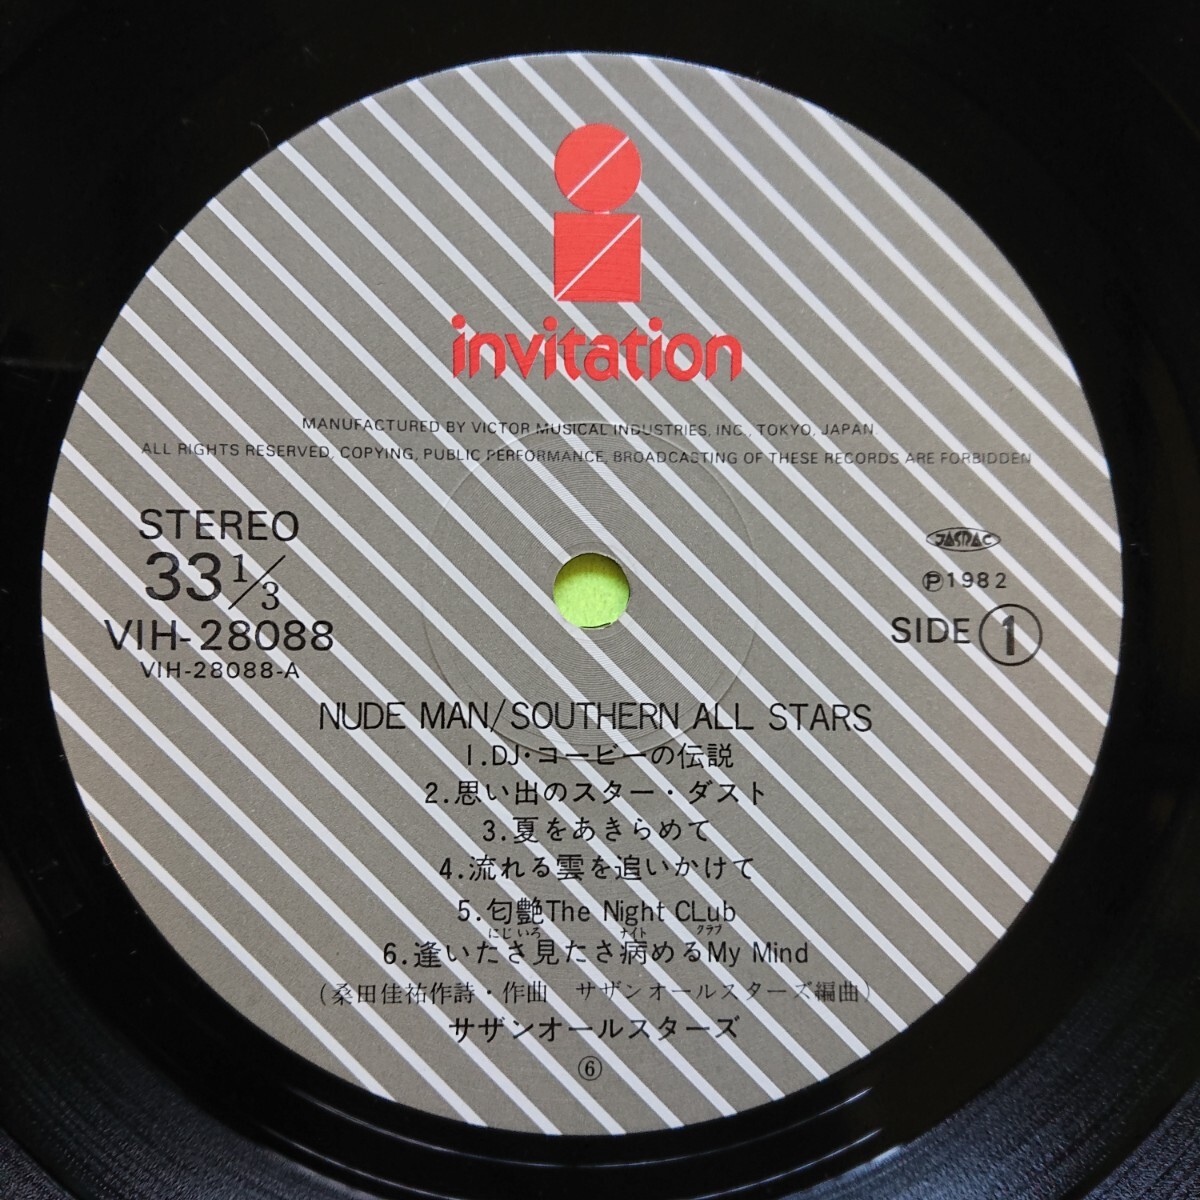 invitation
MANUFACTURED BY VICTOR MUSICAL INDUSTRIES, INC., TOKYO, JAPAN.
ALL RIGHTS RESERVED, COPYING, PUBLIC PERFORMANCE, BROADCASTING OF THESE RECORDS ARE FORBIDDEN
STEREO
33 1/3
VIH-28088
VIH-28088-A
JASRAC
Ⓟ1982
SIDE ①
NUDE MAN/SOUTHERN ALL STARS
1.DJ・コービーの伝説
2.思い出のスター・ダスト
3.夏をあきらめて
4.流れる雲を追いかけて
5.匂艶The Night CLub
にじいろ ナイト クラブ
6.逢いたさ見たさ病めるMy Mind
(桑田佳祐作詩・作曲 サザンオールスターズ編曲)
サザンオールスターズ
⑥